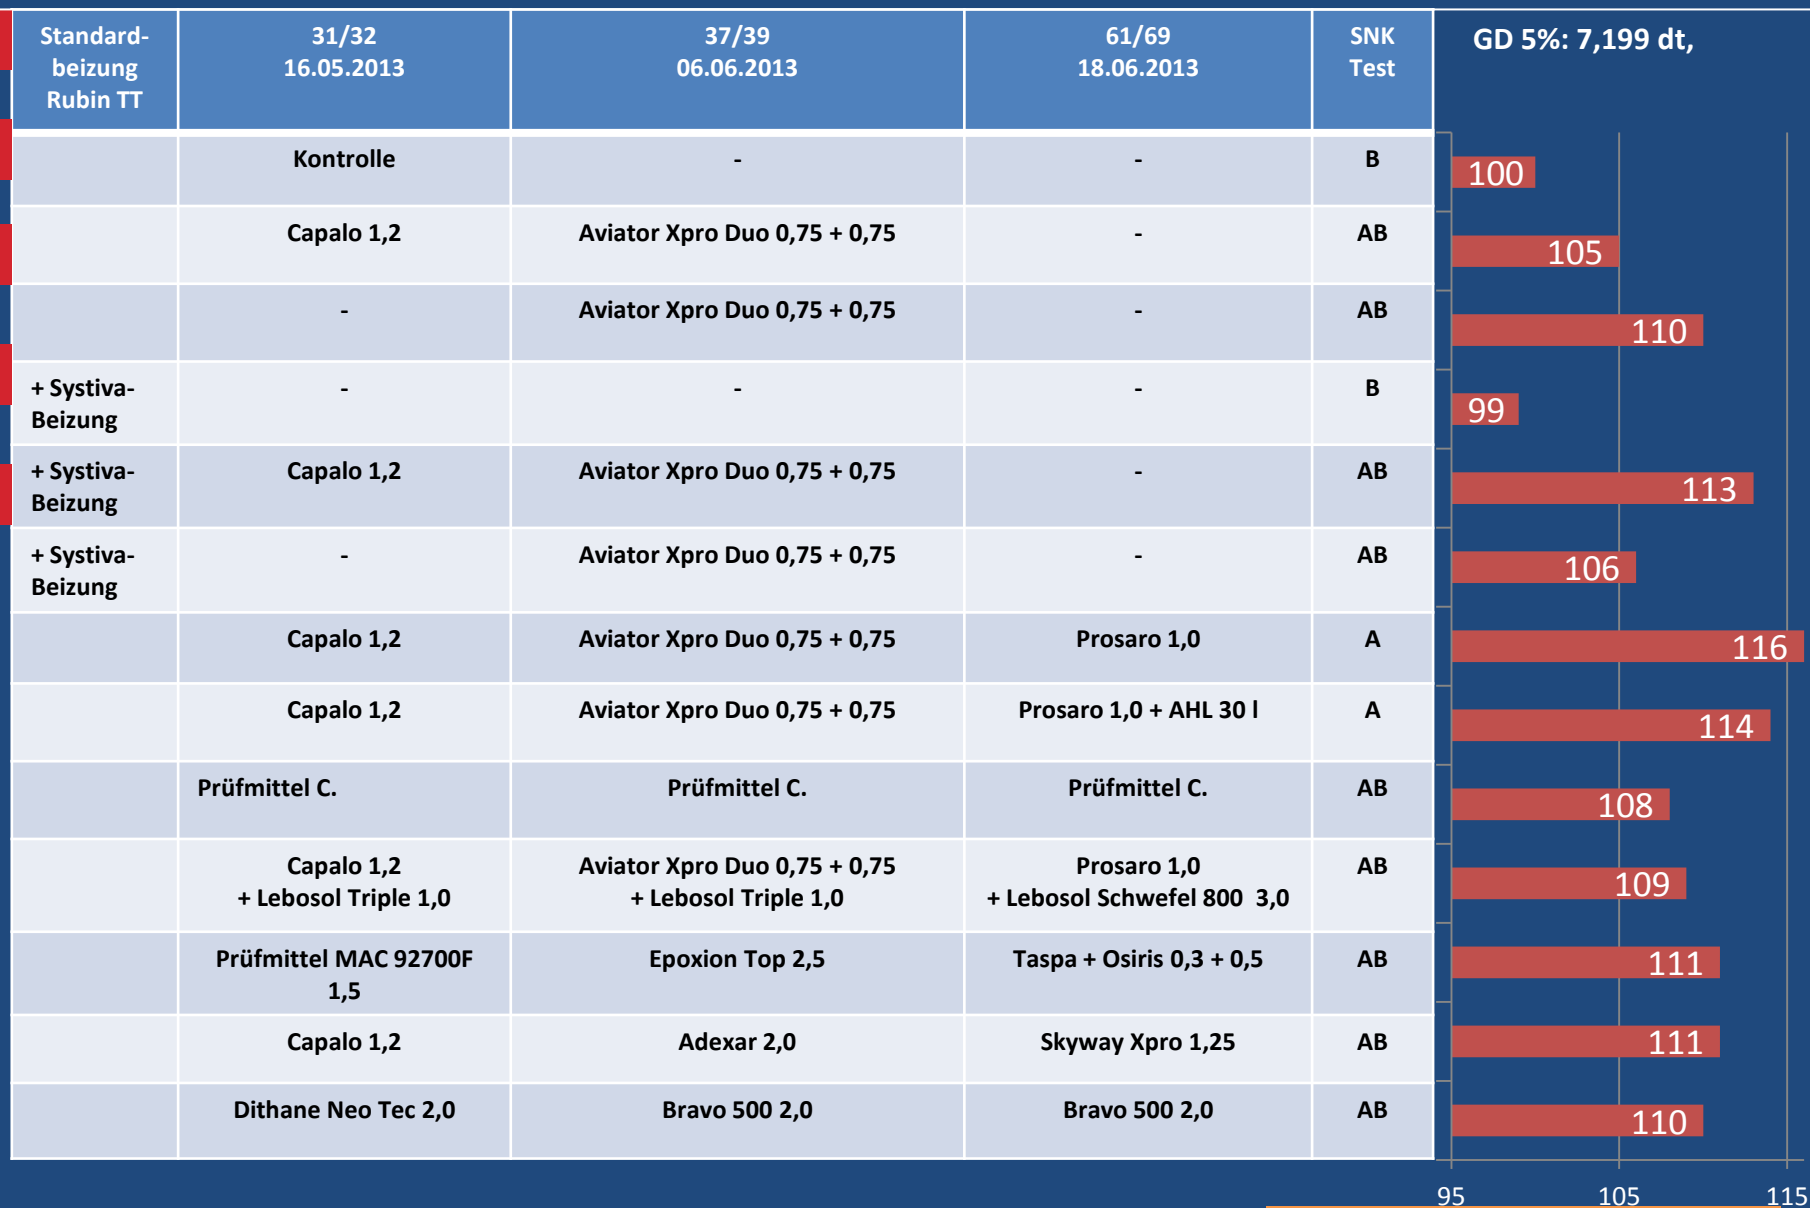 Standard-
beizung
Rubin TT
31/32
16.05.2013
37/39
06.06.2013
61/69
18.06.2013
SNK
Test
GD 5%: 7,199 dt,
Kontrolle - - B 100
Capalo 1,2 Aviator Xpro Duo 0,75 + 0,75 - AB 105
- Aviator Xpro Duo 0,75 + 0,75 - AB 110
+ Systiva- - - - B 99
Beizung
+ Systiva- Capalo 1,2 Aviator Xpro Duo 0,75 + 0,75 - AB 113
Beizung
+ Systiva- - Aviator Xpro Duo 0,75 + 0,75 - AB 106
Beizung
Capalo 1,2 Aviator Xpro Duo 0,75 + 0,75 Prosaro 1,0 A 116
Capalo 1,2 Aviator Xpro Duo 0,75 + 0,75 Prosaro 1,0 + AHL 30 l A 114
Prüfmittel C. Prüfmittel C. Prüfmittel C. AB 108
Capalo 1,2 Aviator Xpro Duo 0,75 + 0,75 Prosaro 1,0 AB 109
+ Lebosol Triple 1,0 + Lebosol Triple 1,0 + Lebosol Schwefel 800 3,0
Prüfmittel MAC 92700F Epoxion Top 2,5 Taspa + Osiris 0,3 + 0,5 AB 111
1,5
Capalo 1,2 Adexar 2,0 Skyway Xpro 1,25 AB 111
Dithane Neo Tec 2,0 Bravo 500 2,0 Bravo 500 2,0 AB 110
95 105 115